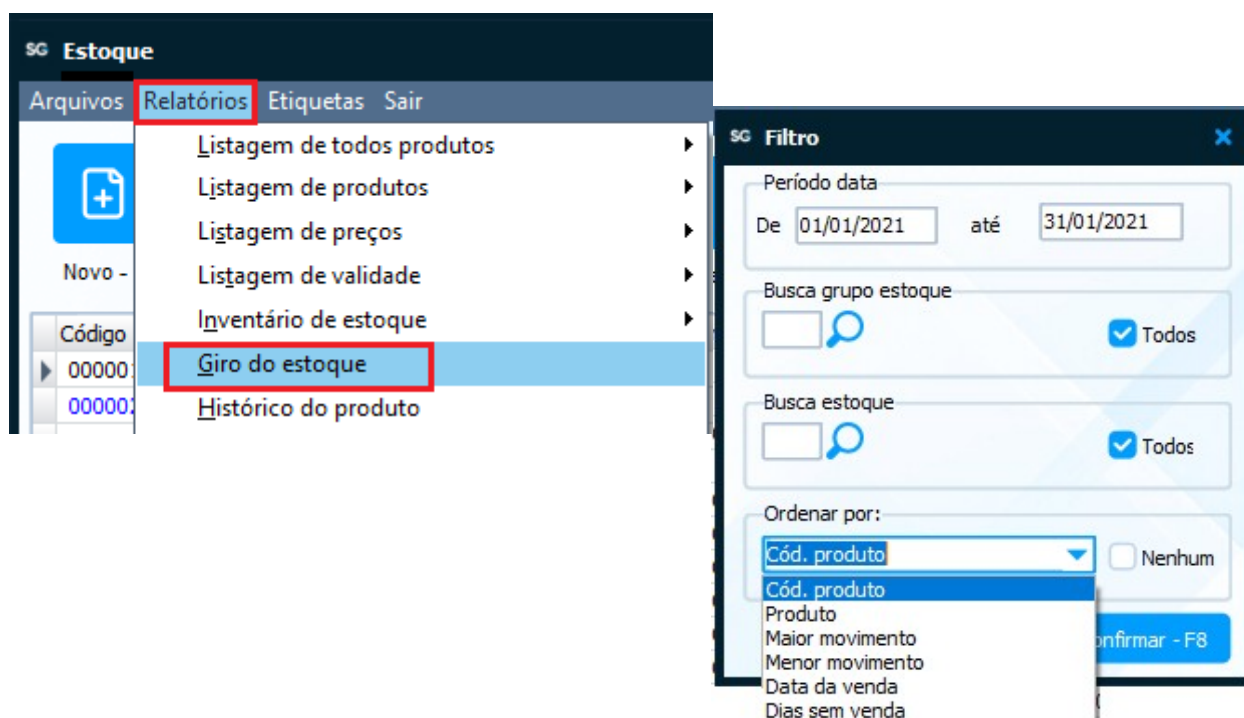 SG Estoque
Arquivos Relatórios Etiquetas Sair
Listagem de todos produtos
Listagem de produtos
Listagem de preços
Listagem de validade
Inventário de estoque
Giro do estoque
Histórico do produto
Novo -
Código
00000
000002
SG Filtro
Período data
De 01/01/2021 até 31/01/2021
Busca grupo estoque
Todos
Busca estoque
Todos
Ordenar por:
Cód. produto
Nenhum
Cód. produto
Produto
Maior movimento
Menor movimento
Data da venda
Dias sem venda
onfirmar - F8